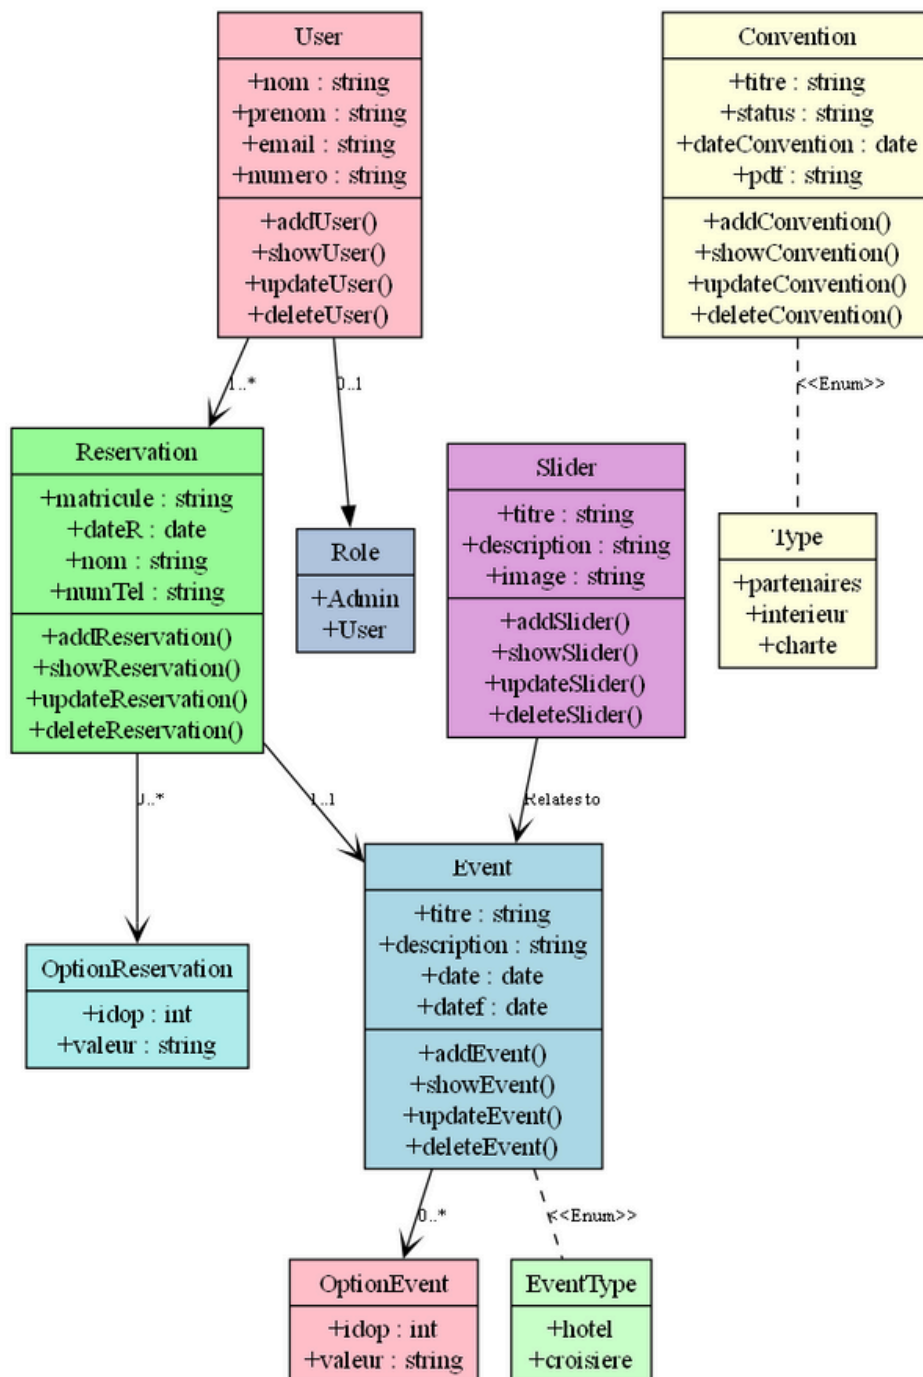 User
+nom : string
+prenom : string
+email : string
+numero : string
+addUser()
+showUser()
+updateUser()
+deleteUser()
Convention
+titre : string
+status : string
+dateConvention : date
+pdf : string
+addConvention()
+showConvention()
+updateConvention()
+deleteConvention()
1..*
0..1
<<Enum>>
Reservation
+matricule : string
+dateR : date
+nom : string
+numTel : string
+addReservation()
+showReservation()
+updateReservation()
+deleteReservation()
Role
+Admin
+User
Slider
+titre : string
+description : string
+image : string
+addSlider()
+showSlider()
+updateSlider()
+deleteSlider()
Type
+partenaires
+interieur
+charte
0..*
1..1
Relates to
OptionReservation
+idop : int
+valeur : string
Event
+titre : string
+description : string
+date : date
+datef : date
+addEvent()
+showEvent()
+updateEvent()
+deleteEvent()
0..*
<<Enum>>
OptionEvent
+idop : int
+valeur : string
EventType
+hotel
+croisiere